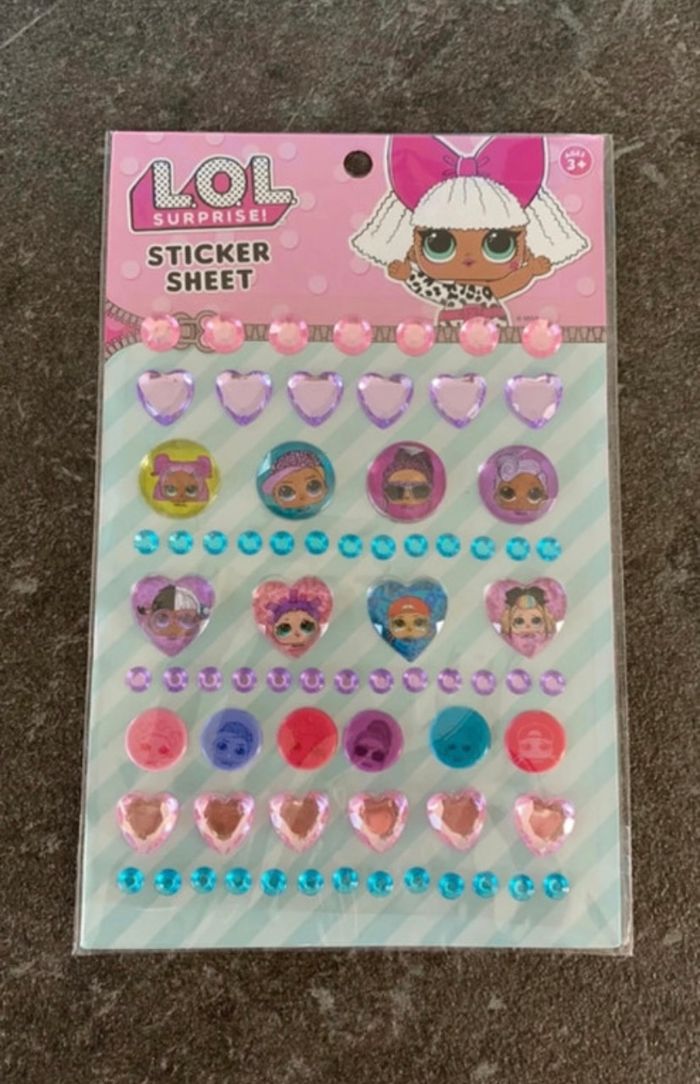 L.O.L.
SURPRISE!
STICKER
SHEET
AGES
3+